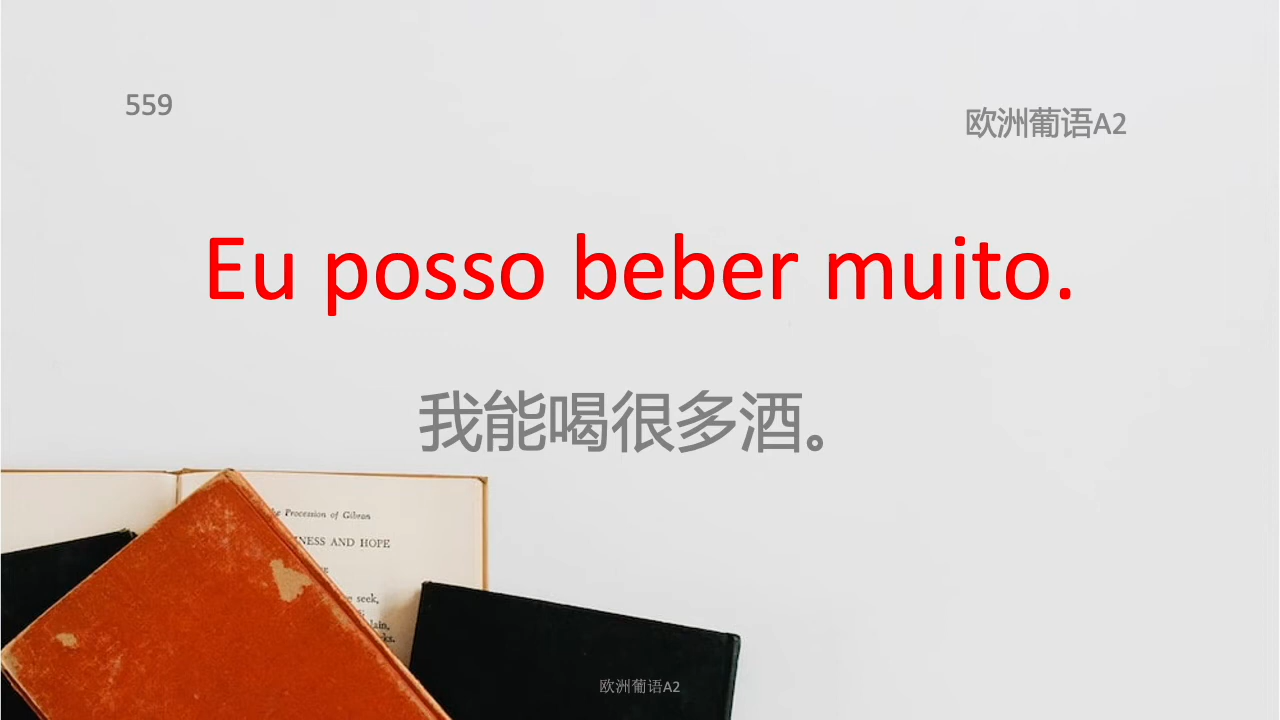 559
欧洲葡语A2
Eu posso beber muito.
我能喝很多酒。
Procession of Gibran
AND HOPE
seek,
欧洲葡语A2